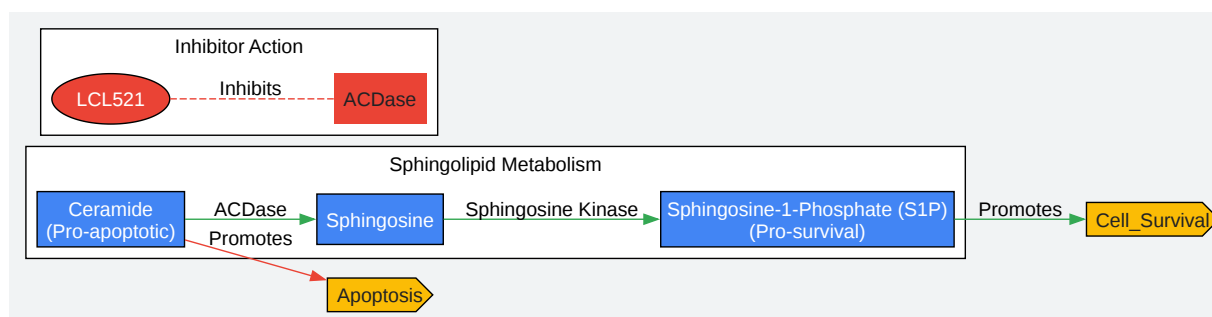 Inhibitor Action
LCL521
Inhibits
ACDase
Sphingolipid Metabolism
Ceramide
(Pro-apoptotic)
ACDase
Promotes
Sphingosine
Sphingosine Kinase
Sphingosine-1-Phosphate (S1P)
(Pro-survival)
Promotes
Cell_Survival
Apoptosis